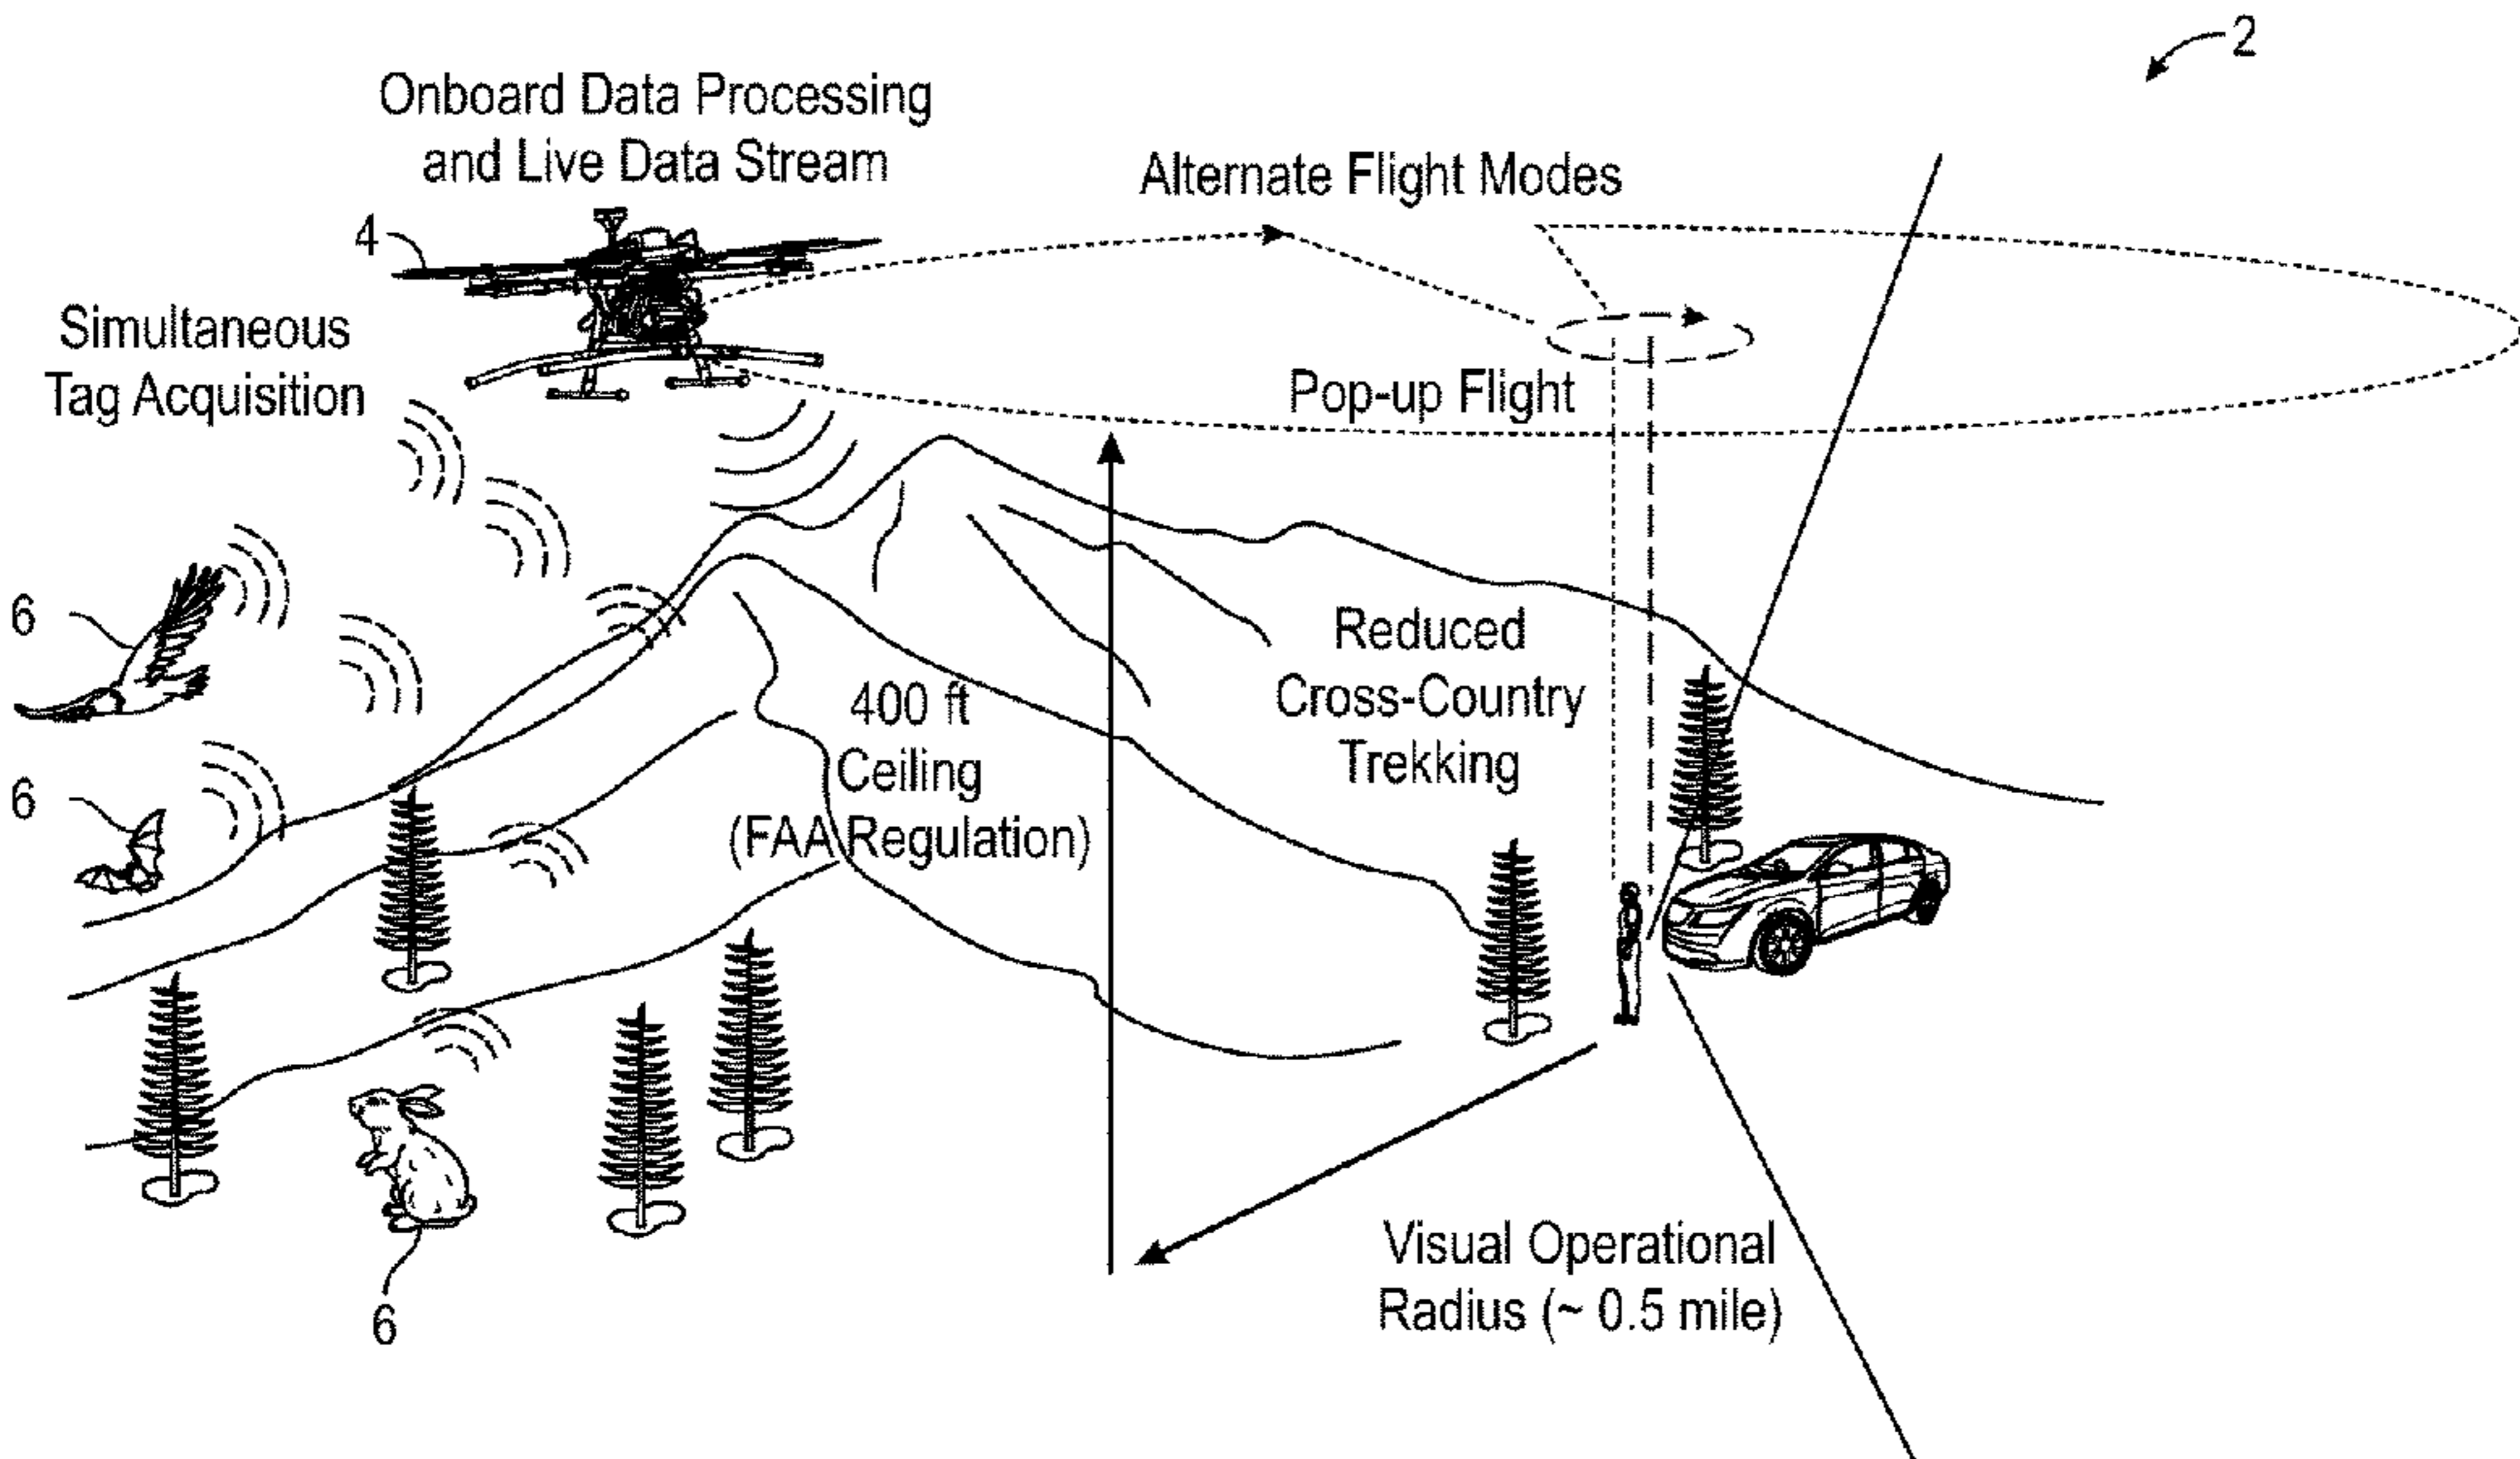 2
Onboard Data Processing
and Live Data Stream
Alternate Flight Modes
4
Simultaneous
Tag Acquisition
Pop-up Flight
6
Reduced
Cross-Country
Trekking
400 ft
Ceiling
(FAA Regulation)
6
Visual Operational
Radius (~ 0.5 mile)
6